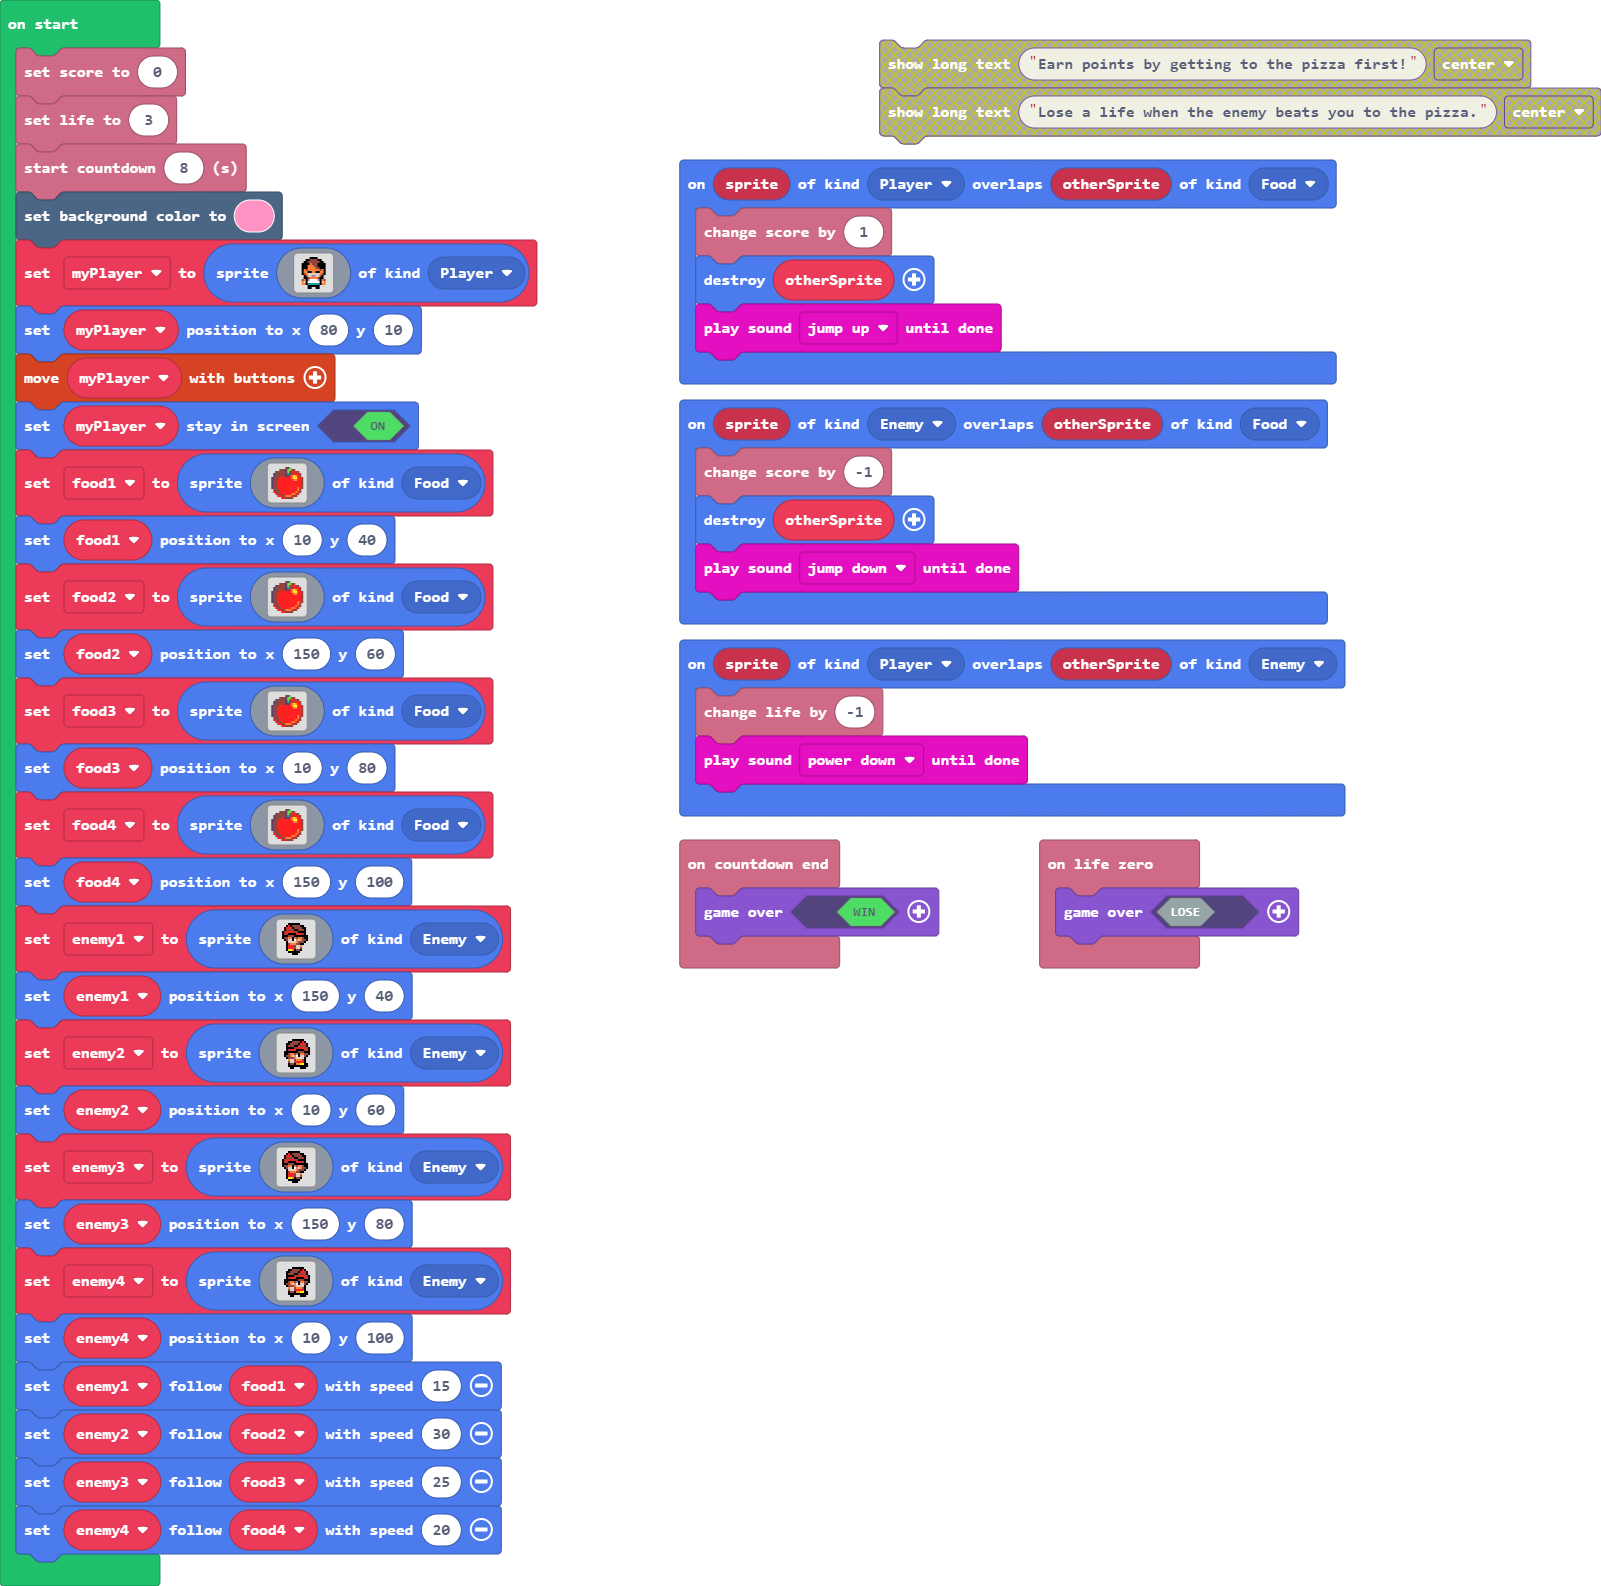 on start
set score to 0
set life to 3
start countdown 8 (s)
set background color to
set myPlayer to sprite of kind Player
set myPlayer position to x 80 y 10
move myPlayer with buttons
set myPlayer stay in screen ON
set food1 to sprite of kind Food
set food1 position to x 10 y 40
set food2 to sprite of kind Food
set food2 position to x 150 y 60
set food3 to sprite of kind Food
set food3 position to x 10 y 80
set food4 to sprite of kind Food
set food4 position to x 150 y 100
set enemy1 to sprite of kind Enemy
set enemy1 position to x 150 y 40
set enemy2 to sprite of kind Enemy
set enemy2 position to x 10 y 60
set enemy3 to sprite of kind Enemy
set enemy3 position to x 150 y 80
set enemy4 to sprite of kind Enemy
set enemy4 position to x 10 y 100
set enemy1 follow food1 with speed 15
set enemy2 follow food2 with speed 30
set enemy3 follow food3 with speed 25
set enemy4 follow food4 with speed 20
show long text "Earn points by getting to the pizza first!" center
show long text "Lose a life when the enemy beats you to the pizza." center
on sprite of kind Player overlaps otherSprite of kind Food
change score by 1
destroy otherSprite
play sound jump up until done
on sprite of kind Enemy overlaps otherSprite of kind Food
change score by -1
destroy otherSprite
play sound jump down until done
on sprite of kind Player overlaps otherSprite of kind Enemy
change life by -1
play sound power down until done
on countdown end
game over WIN
on life zero
game over LOSE